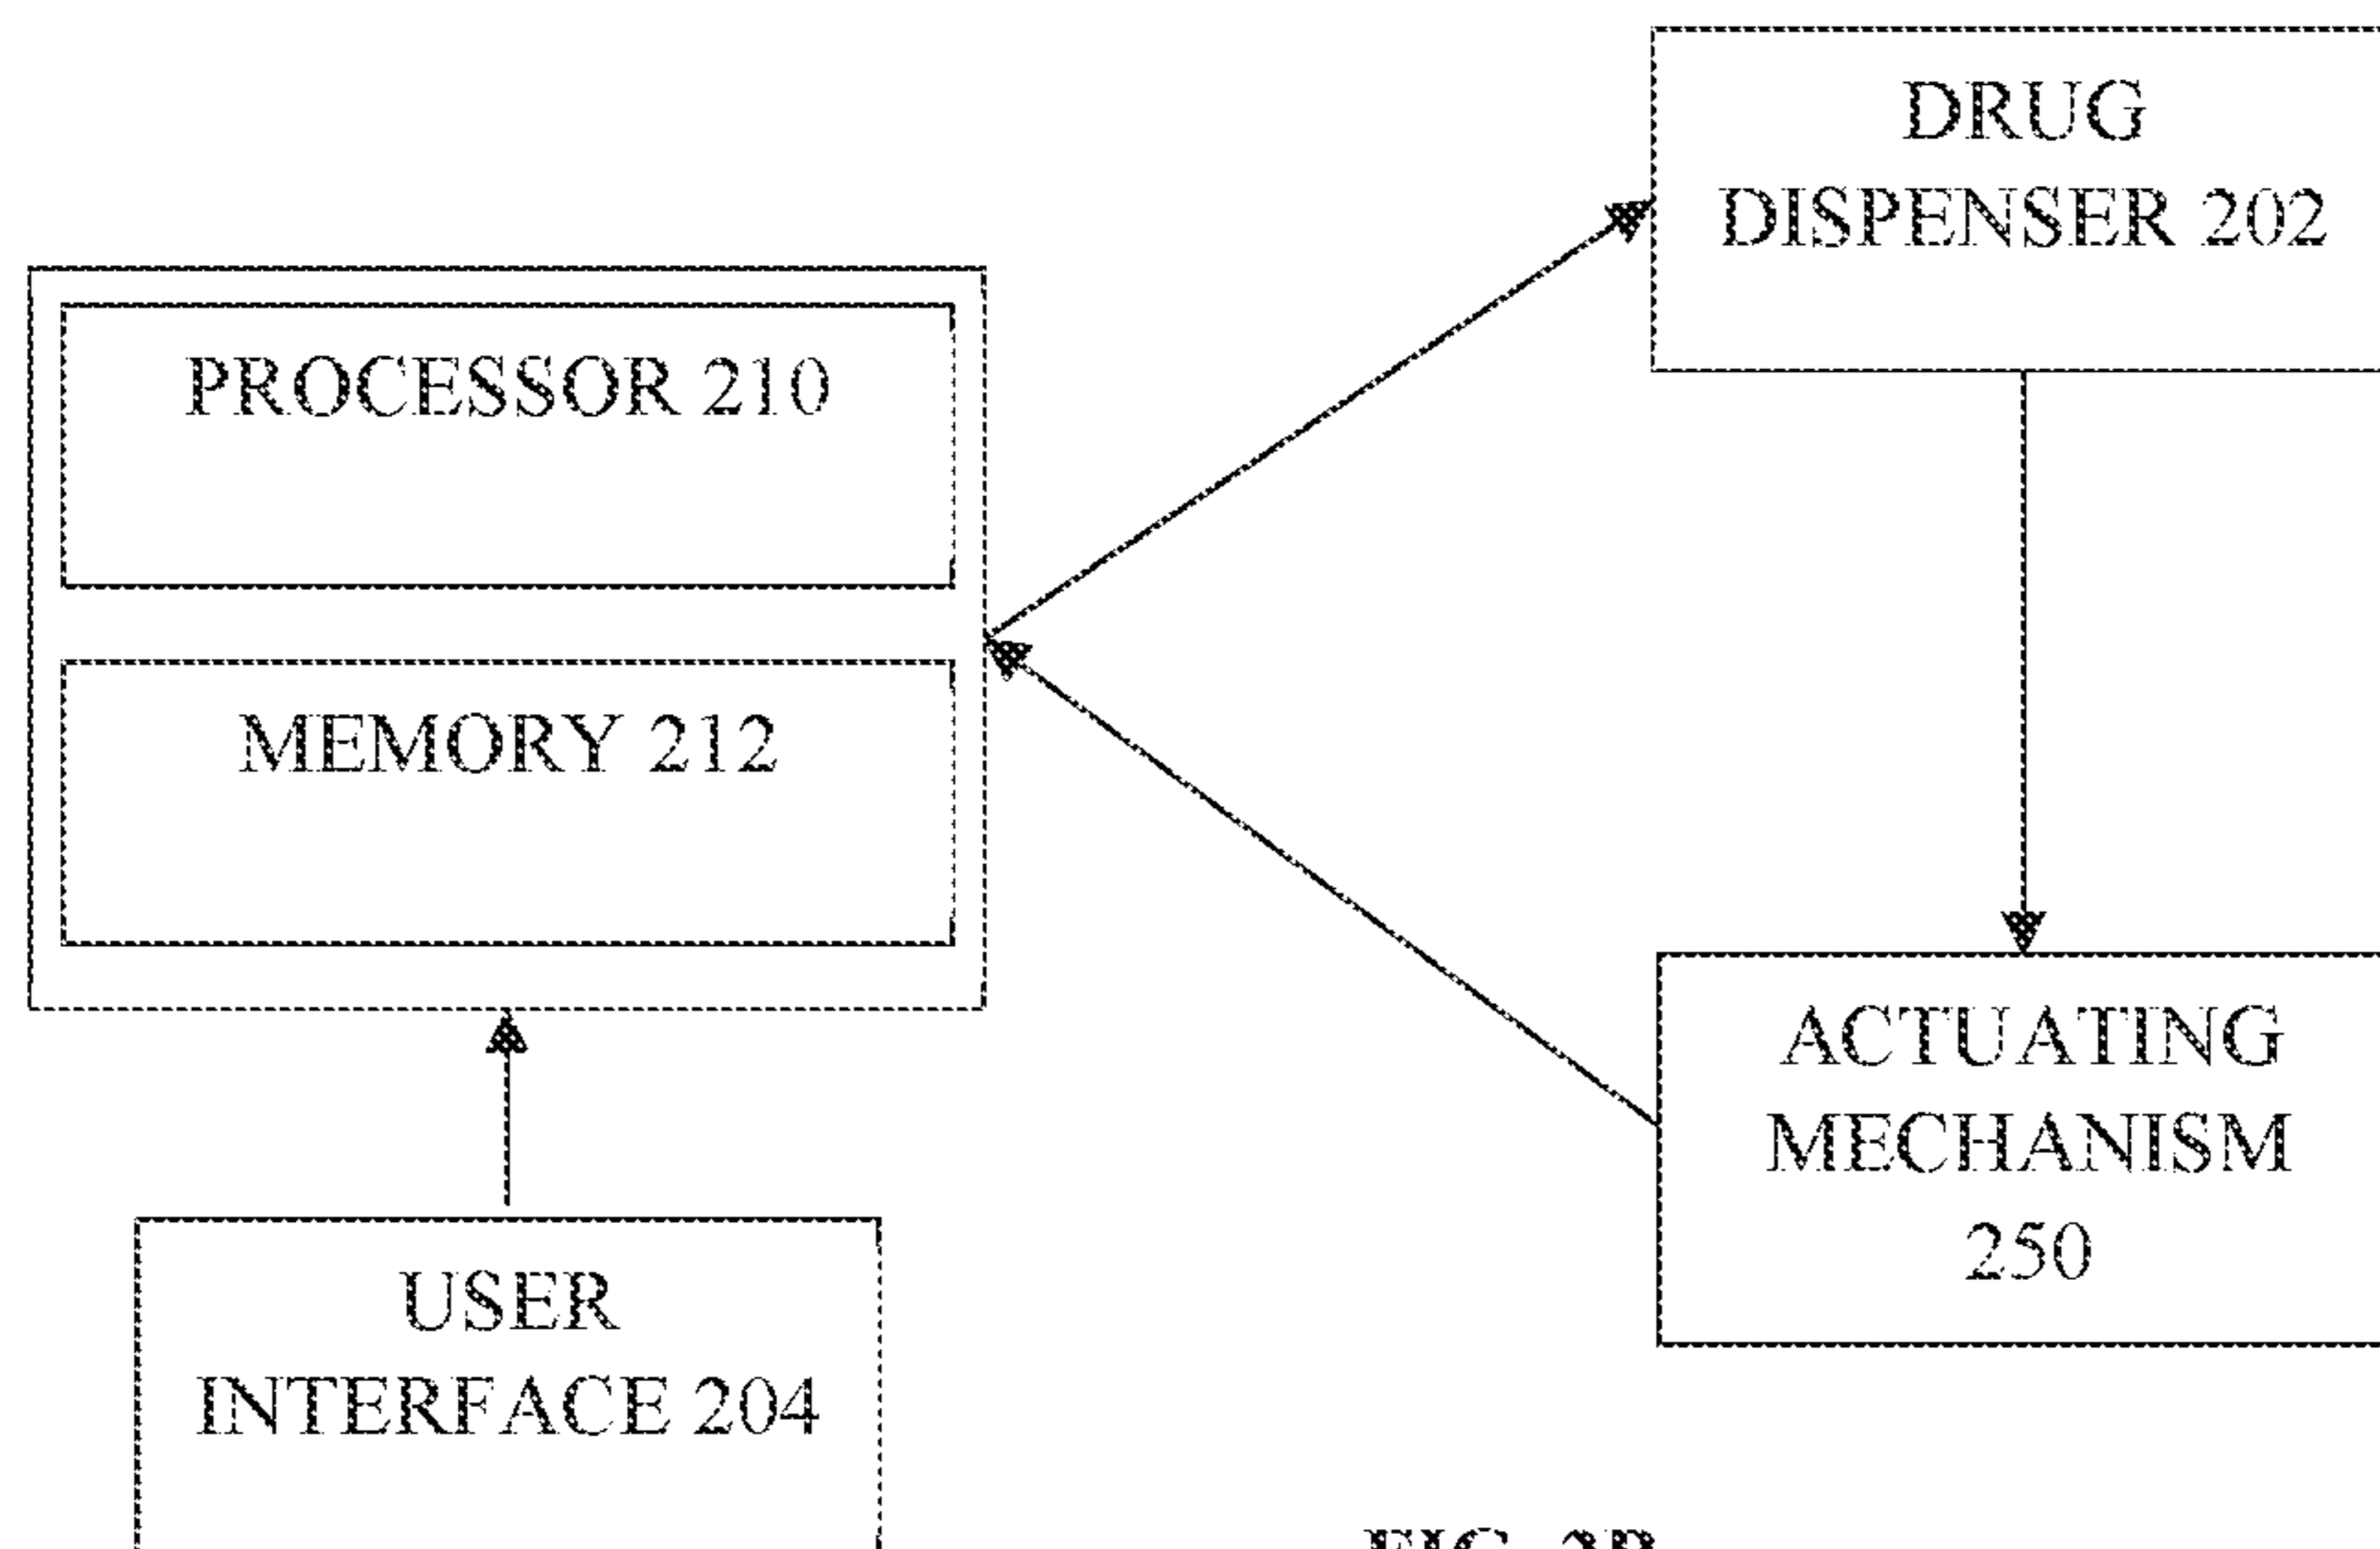 DRUG
DISPENSER 202
PROCESSOR 210
MEMORY 212
ACTUATING
MECHANISM
250
USER
INTERFACE 204